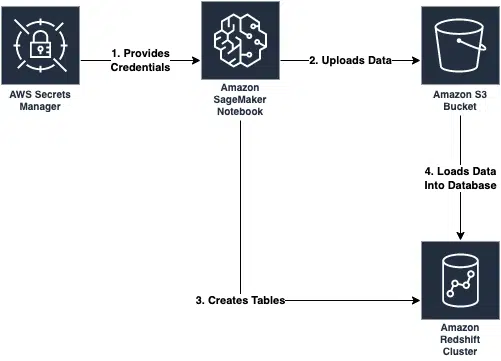 1. Provides
Credentials
2. Uploads Data
AWS Secrets
Manager
Amazon
SageMaker
Notebook
Amazon S3
Bucket
4. Loads Data
Into Database
3. Creates Tables
Amazon
Redshift
Cluster